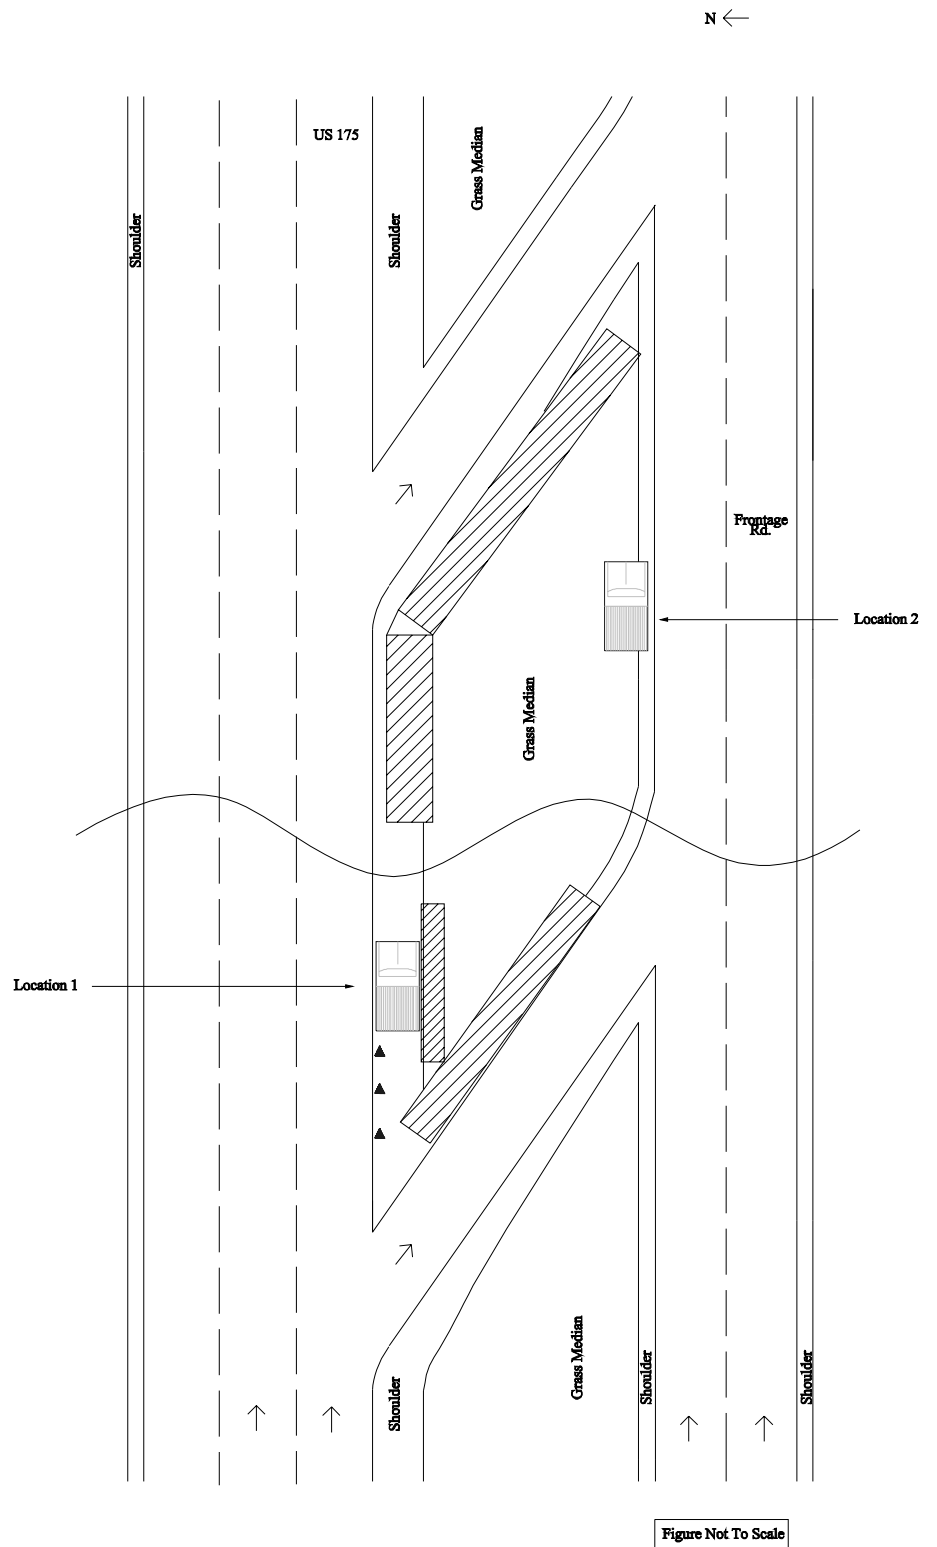 N
US 175
Grass Median
Shoulder
Shoulder
Frontage
Rd.
Location 2
Grass Median
Location 1
Grass Median
Shoulder
Shoulder
Shoulder
Figure Not To Scale